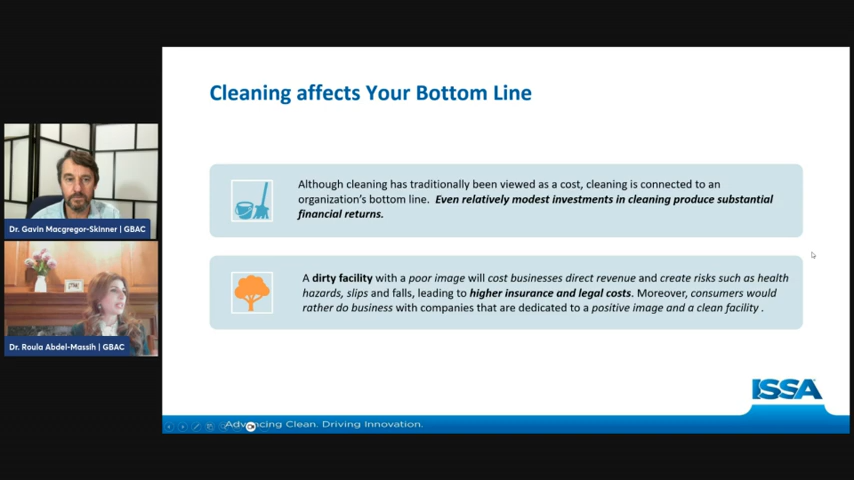 Cleaning affects Your Bottom Line
Although cleaning has traditionally been viewed as a cost, cleaning is connected to an
organization's bottom line. Even relatively modest investments in cleaning produce substantial
financial returns.
A dirty facility with a poor image will cost businesses direct revenue and create risks such as health
hazards, slips and falls, leading to higher insurance and legal costs. Moreover, consumers would
rather do business with companies that are dedicated to a positive image and a clean facility .
Dr. Gavin Macgregor-Skinner | GBAC
Dr. Roula Abdel-Massih | GBAC
ISSA
Advancing Clean. Driving Innovation.